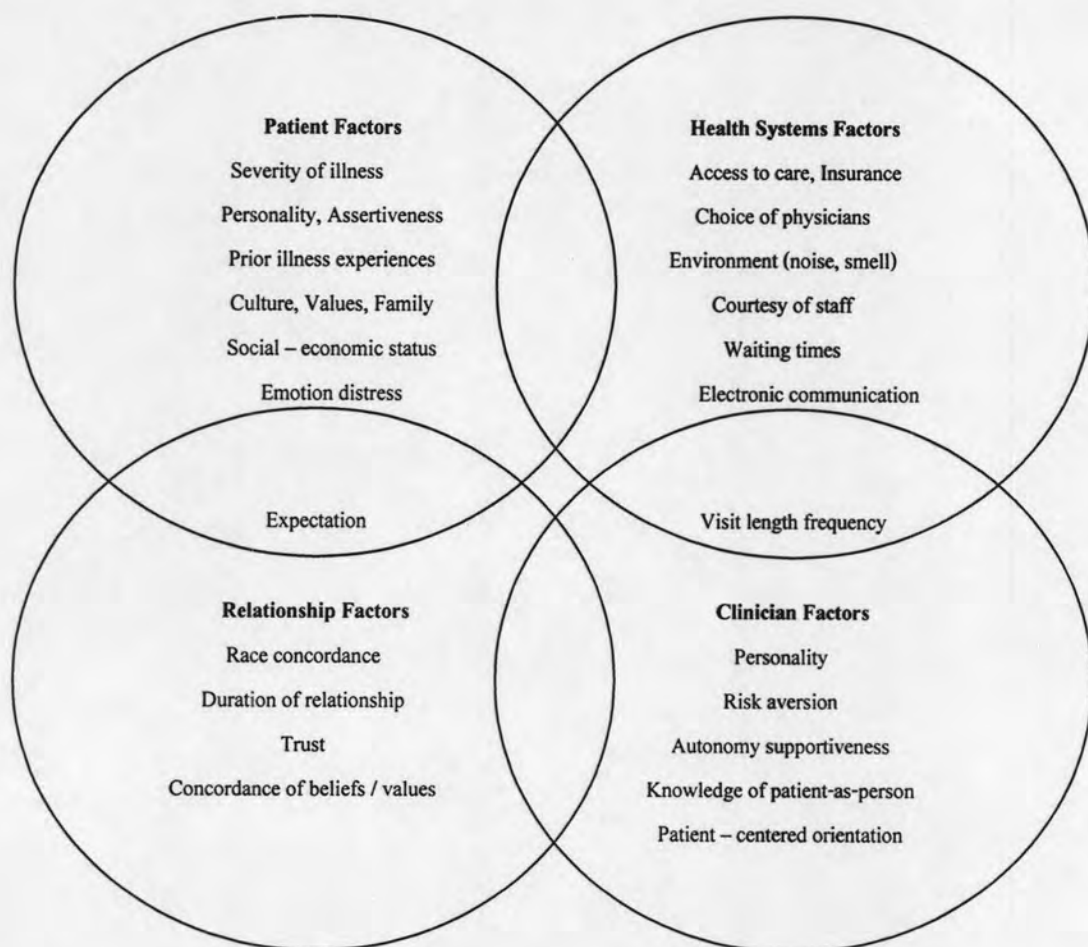 Patient Factors
Severity of illness
Personality, Assertiveness
Prior illness experiences
Culture, Values, Family
Social – economic status
Emotion distress
Health Systems Factors
Access to care, Insurance
Choice of physicians
Environment (noise, smell)
Courtesy of staff
Waiting times
Electronic communication
Expectation
Visit length frequency
Relationship Factors
Race concordance
Duration of relationship
Trust
Concordance of beliefs / values
Clinician Factors
Personality
Risk aversion
Autonomy supportiveness
Knowledge of patient-as-person
Patient – centered orientation